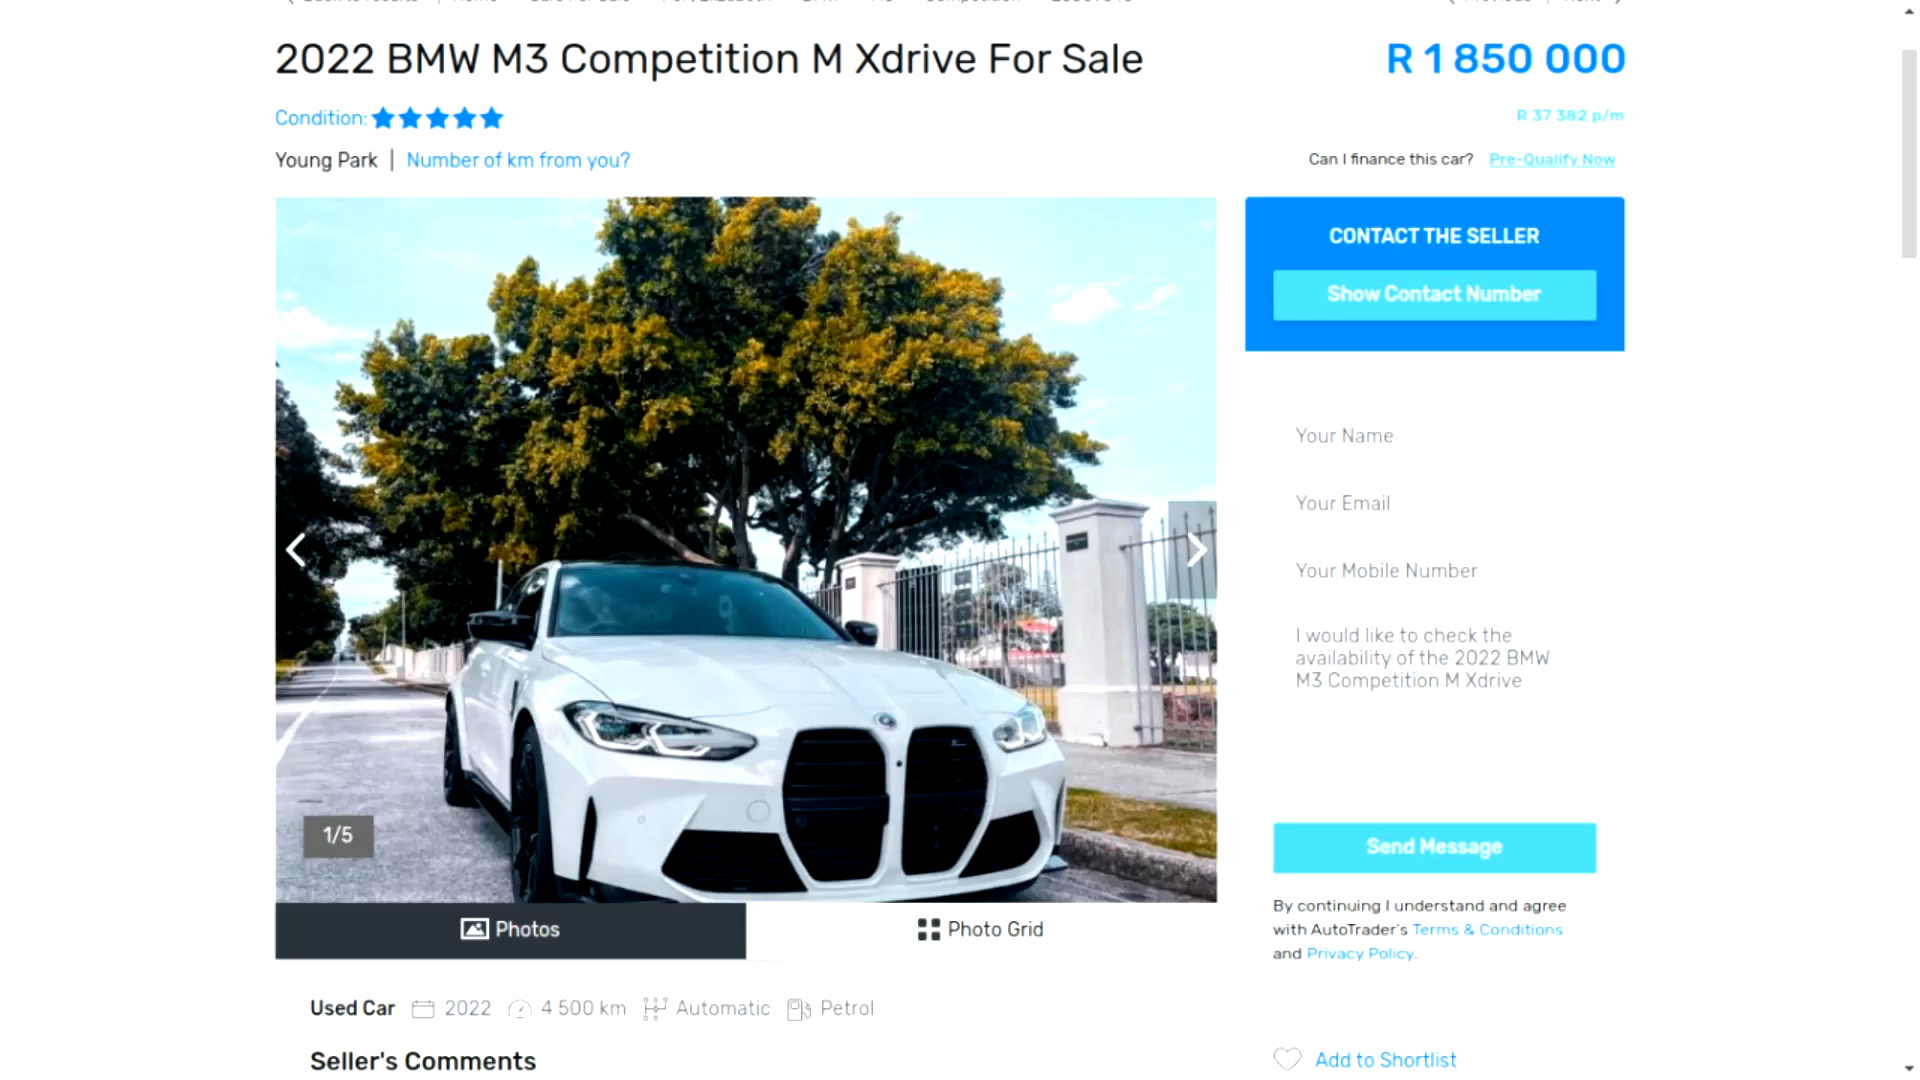 2022 BMW M3 Competition M Xdrive For Sale
R 1 850 000
Condition:
R 37 382 p/m
Young Park | Number of km from you?
Can I finance this car? Pre-Qualify Now
CONTACT THE SELLER
Show Contact Number
Your Name
Your Email
Your Mobile Number
I would like to check the
availability of the 2022 BMW
M3 Competition M Xdrive
1/5
Send Message
Photos
Photo Grid
By continuing I understand and agree
with AutoTrader's Terms & Conditions
and Privacy Policy.
Used Car 2022 4 500 km Automatic Petrol
Seller's Comments
Add to Shortlist